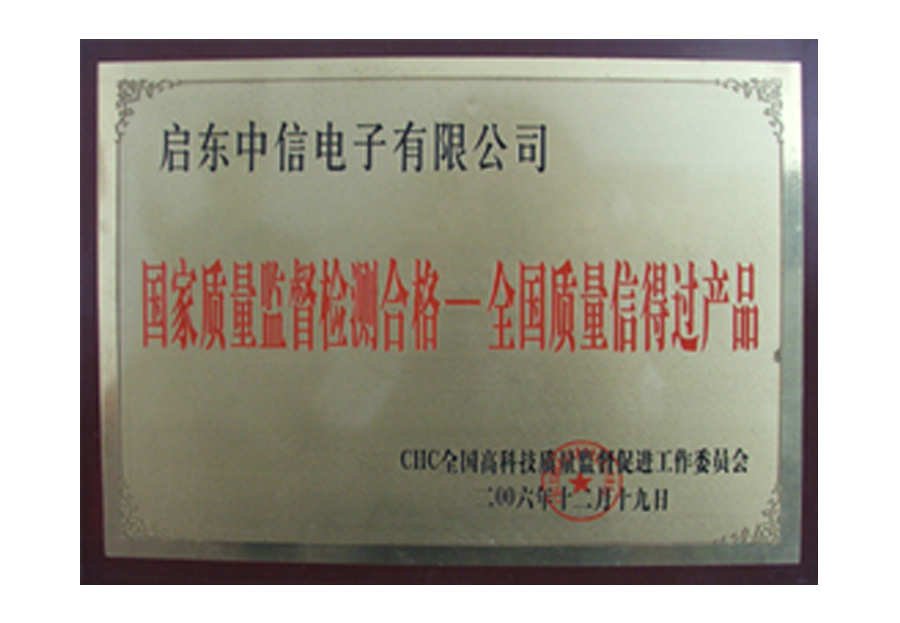 启东中信电子有限公司
国家质量监督检测合格—全国质量信得过产品
CHC全国高科技质量监督促进工作委员会
二00六年十二月十九日